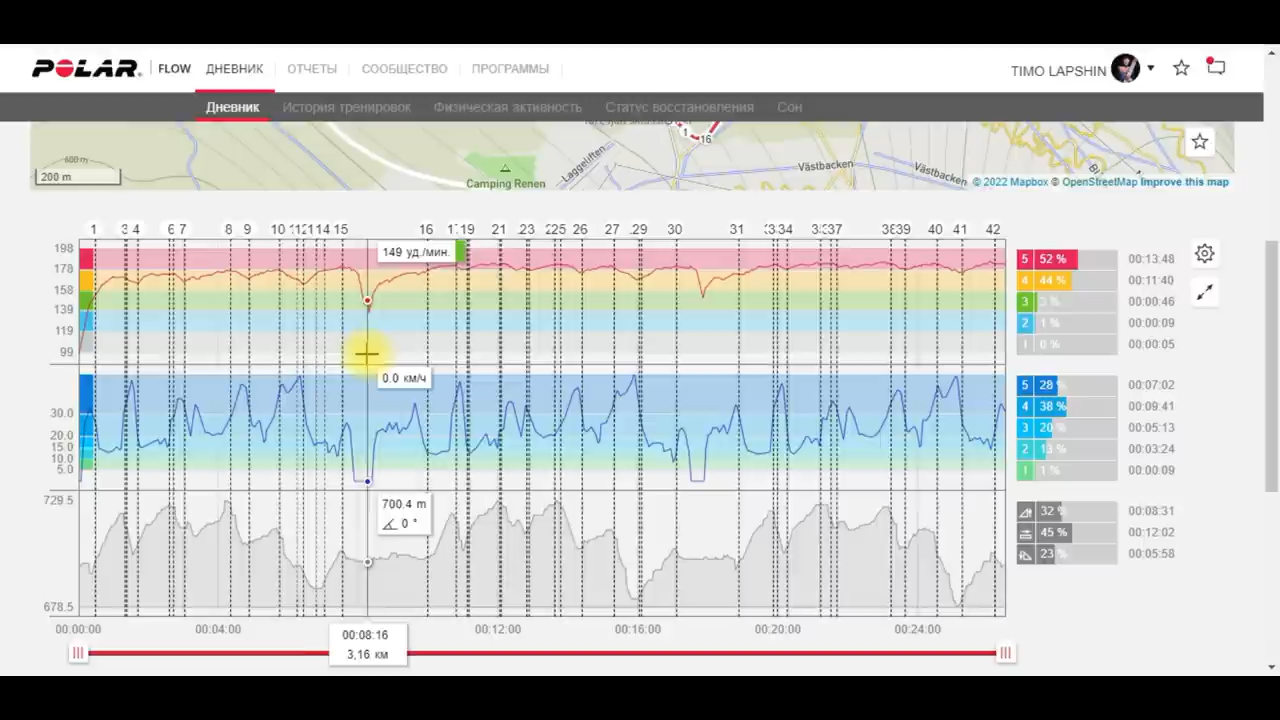 POLAR. FLOW ДНЕВНИК ОТЧЕТЫ СООБЩЕСТВО ПРОГРАММЫ TIMO LAPSHIN
Дневник История тренировок Физическая активность Статус восстановления Сон
1 16
600 m
200 m
Camping Renen
Laggeliften
Västbacken
Västbacken
© 2022 Mapbox © OpenStreetMap Improve this map
1 4 6 7 8 9 10 15 16 19 21 23 25 26 27 29 30 31 34 37 39 40 41 42
198
178
158
139
119
99
149 уд./мин.
5 52 % 00:13:48
4 44 % 00:11:40
3 3 % 00:00:46
2 1 % 00:00:09
1 0 % 00:00:05
0.0 км/ч
30.0
20.0
15.0
10.0
5.0
5 28 % 00:07:02
4 38 % 00:09:41
3 20 % 00:05:13
2 13 % 00:03:24
1 1 % 00:00:09
729.5
678.5
700.4 m
0 °
32 % 00:08:31
45 % 00:12:02
23 % 00:05:58
00:00:00 00:04:00 00:12:00 00:16:00 00:20:00 00:24:00
00:08:16
3,16 км